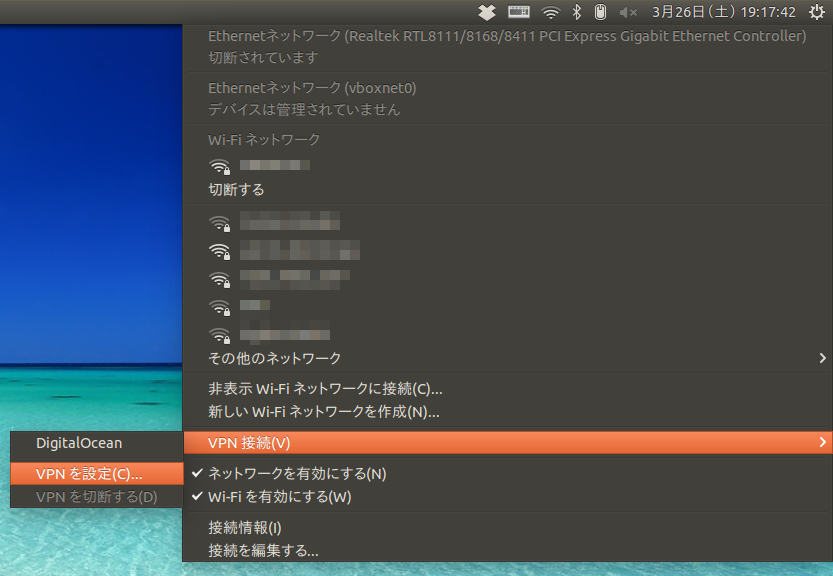 3月26日(土) 19:17:42
Ethernetネットワーク (Realtek RTL8111/8168/8411 PCI Express Gigabit Ethernet Controller)
切断されています
Ethernetネットワーク (vboxnet0)
デバイスは管理されていません
Wi-Fi ネットワーク
切断する
その他のネットワーク
非表示 Wi-Fi ネットワークに接続(C)...
新しい Wi-Fi ネットワークを作成(N)...
VPN 接続(V)
DigitalOcean
VPN を設定(C)...
VPN を切断する(D)
ネットワークを有効にする(N)
Wi-Fi を有効にする(W)
接続情報(I)
接続を編集する...